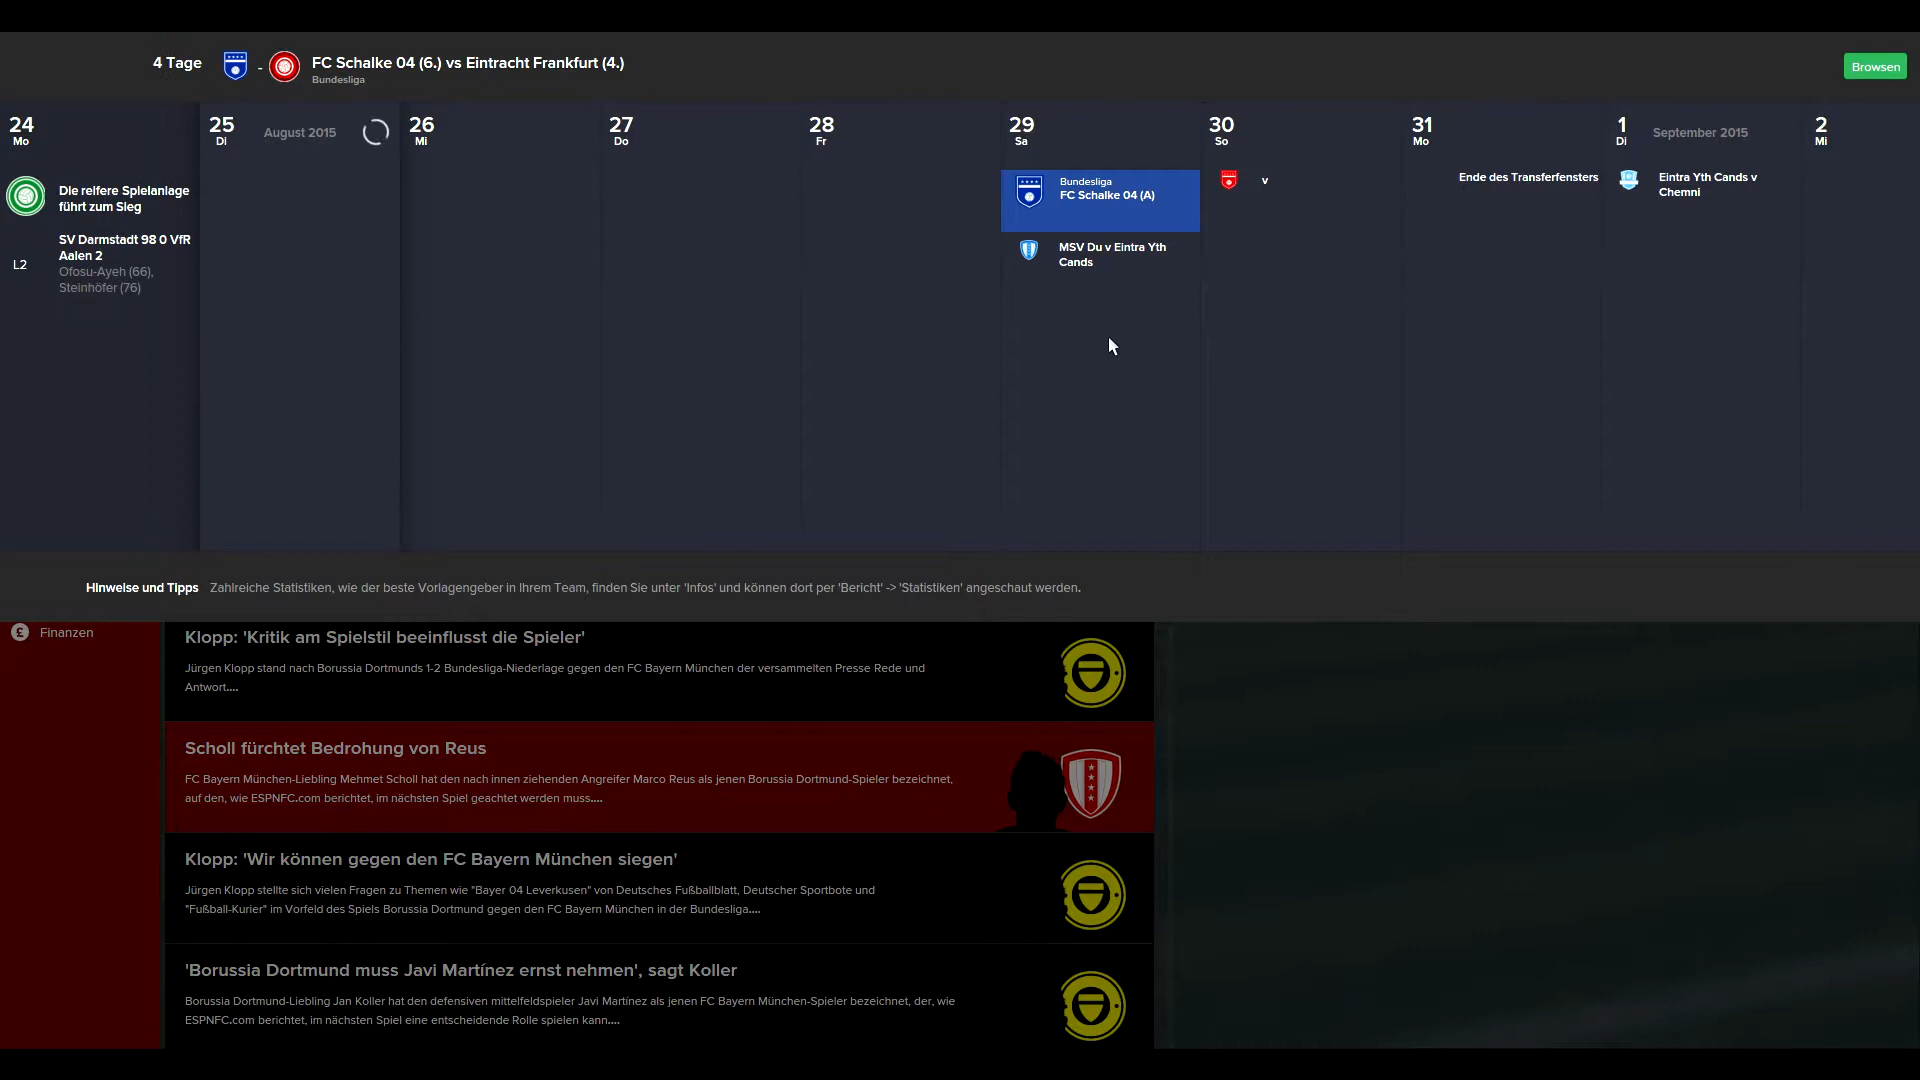 4 Tage
-
FC Schalke 04 (6.) vs Eintracht Frankfurt (4.)
Bundesliga
Browsen
24
Mo
25
Di
August 2015
26
Mi
27
Do
28
Fr
29
Sa
30
So
31
Mo
1
Di
September 2015
2
Mi
Die reifere Spielanlage
führt zum Sieg
L2
SV Darmstadt 98 0 VfR
Aalen 2
Ofosu-Ayeh (66),
Steinhöfer (76)
Bundesliga
FC Schalke 04 (A)
MSV Du v Eintra Yth
Cands
v
Ende des Transferfensters
Eintra Yth Cands v
Chemni
Hinweise und Tipps
Zahlreiche Statistiken, wie der beste Vorlagengeber in Ihrem Team, finden Sie unter 'Infos' und können dort per 'Bericht' -> 'Statistiken' angeschaut werden.
£ Finanzen
Klopp: 'Kritik am Spielstil beeinflusst die Spieler'
Jürgen Klopp stand nach Borussia Dortmunds 1-2 Bundesliga-Niederlage gegen den FC Bayern München der versammelten Presse Rede und
Antwort....
Scholl fürchtet Bedrohung von Reus
FC Bayern München-Liebling Mehmet Scholl hat den nach innen ziehenden Angreifer Marco Reus als jenen Borussia Dortmund-Spieler bezeichnet,
auf den, wie ESPNFC.com berichtet, im nächsten Spiel geachtet werden muss....
Klopp: 'Wir können gegen den FC Bayern München siegen'
Jürgen Klopp stellte sich vielen Fragen zu Themen wie "Bayer 04 Leverkusen" von Deutsches Fußballblatt, Deutscher Sportbote und
"Fußball-Kurier" im Vorfeld des Spiels Borussia Dortmund gegen den FC Bayern München in der Bundesliga....
'Borussia Dortmund muss Javi Martínez ernst nehmen', sagt Koller
Borussia Dortmund-Liebling Jan Koller hat den defensiven mittelfeldspieler Javi Martínez als jenen FC Bayern München-Spieler bezeichnet, der, wie
ESPNFC.com berichtet, im nächsten Spiel eine entscheidende Rolle spielen kann....